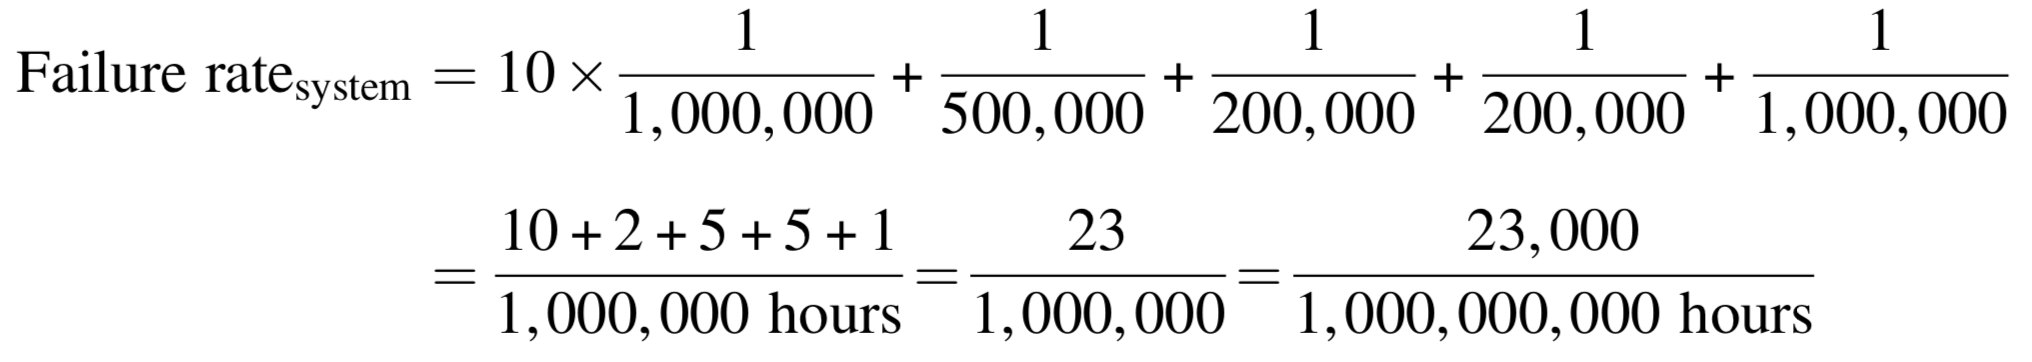 Failure rate_system = 10 × 1/1,000,000 + 1/500,000 + 1/200,000 + 1/200,000 + 1/1,000,000
= (10 + 2 + 5 + 5 + 1)/(1,000,000 hours) = 23/1,000,000 = 23,000/(1,000,000,000 hours)